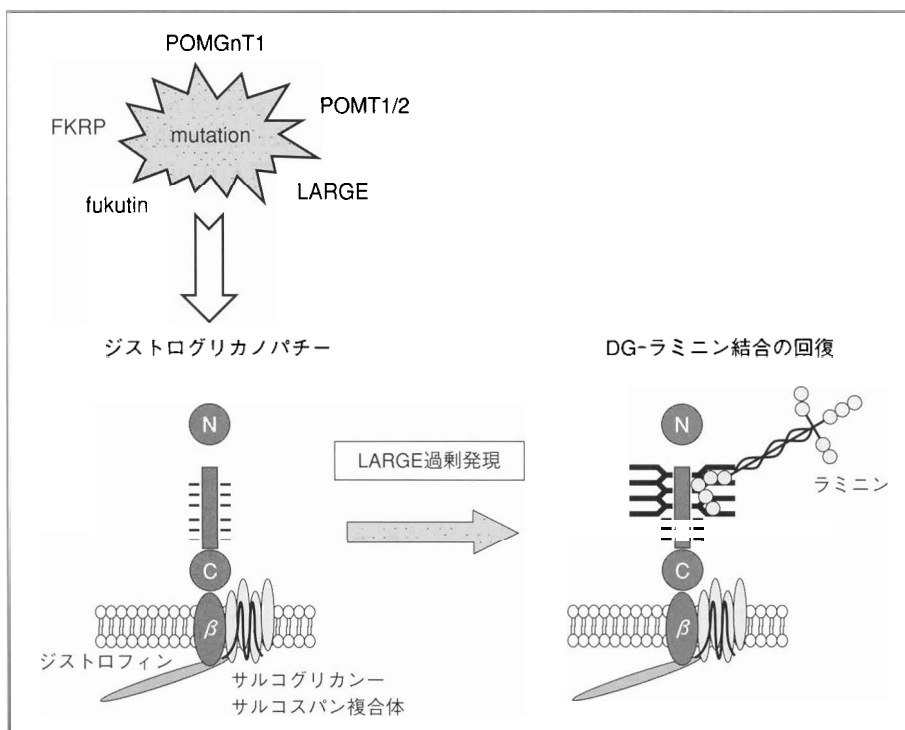 POMGnT1
POMT1/2
FKRP
mutation
LARGE
fukutin
ジストログリカノパチー
DG-ラミニン結合の回復
N
LARGE過剰発現
N
ラミニン
C
C
β
β
ジストロフィン
サルコグリカンー
サルコスパン複合体